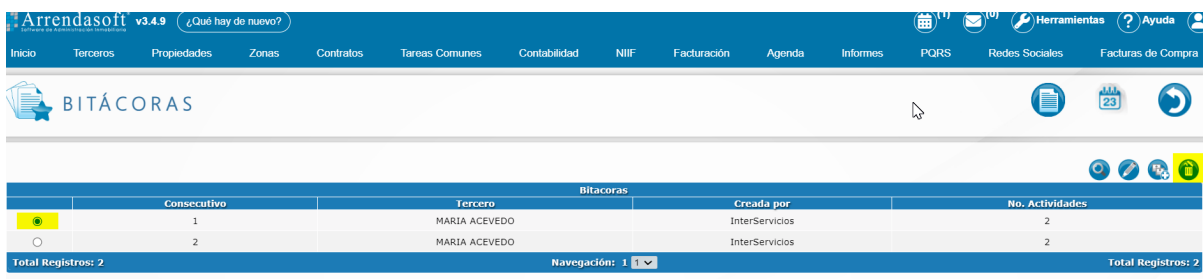 Arrendasoft v3.4.9 ¿Qué hay de nuevo? (1) (0) Herramientas ? Ayuda
Software de Administración Inmobiliaria
Inicio Terceros Propiedades Zonas Contratos Tareas Comunes Contabilidad NIIF Facturación Agenda Informes PQRS Redes Sociales Facturas de Compra
BITÁCORAS 23
Bitacoras
Consecutivo Tercero Creada por No. Actividades
1 MARIA ACEVEDO InterServicios 2
2 MARIA ACEVEDO InterServicios 2
Total Registros: 2 Navegación: 1 1 Total Registros: 2